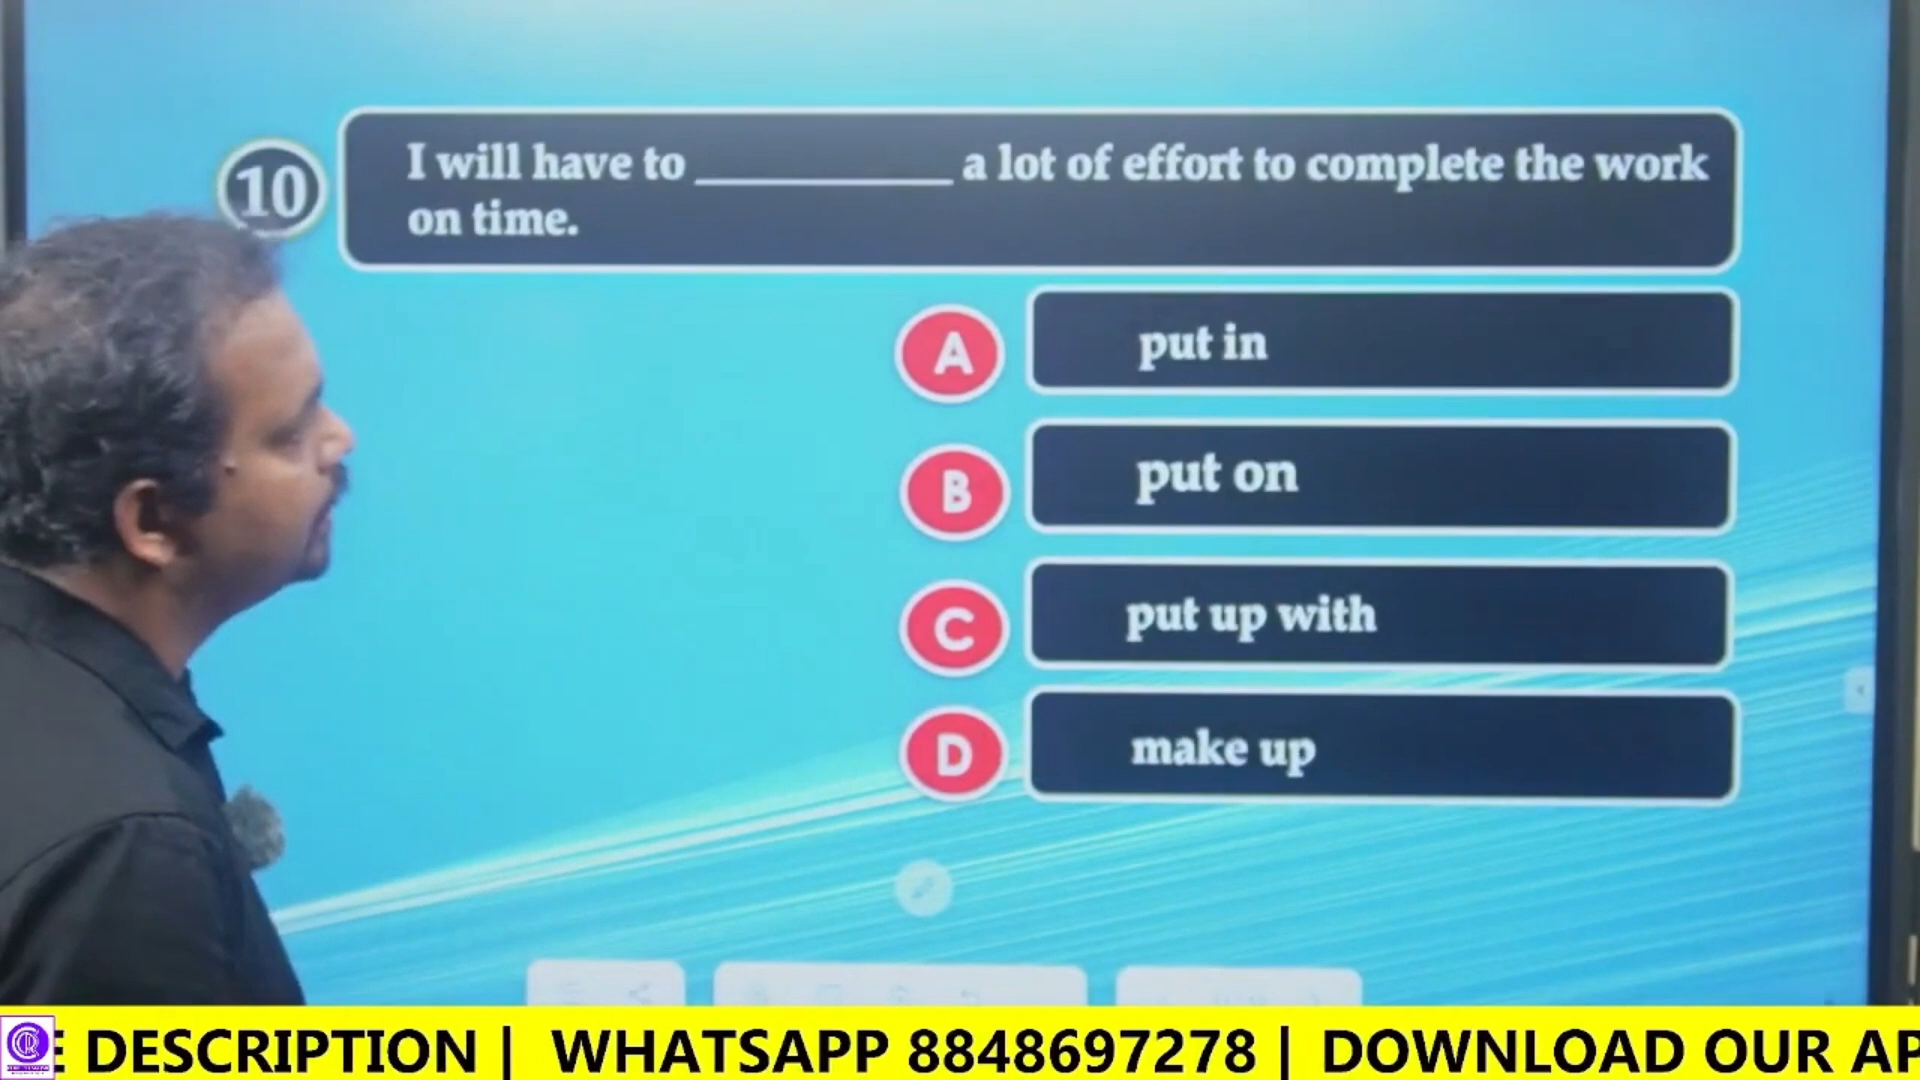 10
I will have to __________ a lot of effort to complete the work
on time.
A
put in
B
put on
C
put up with
D
make up
E DESCRIPTION | WHATSAPP 8848697278 | DOWNLOAD OUR AP